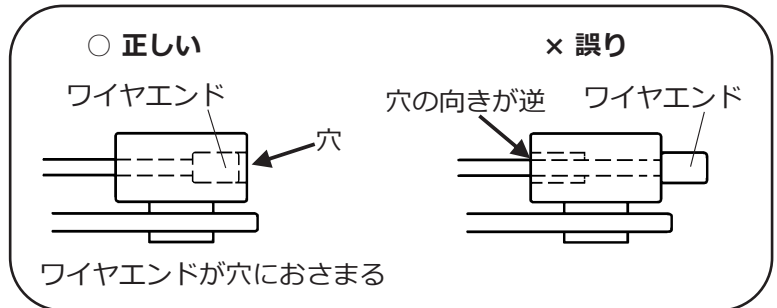 ○ 正しい
ワイヤエンド
穴
ワイヤエンドが穴におさまる
× 誤り
穴の向きが逆
ワイヤエンド